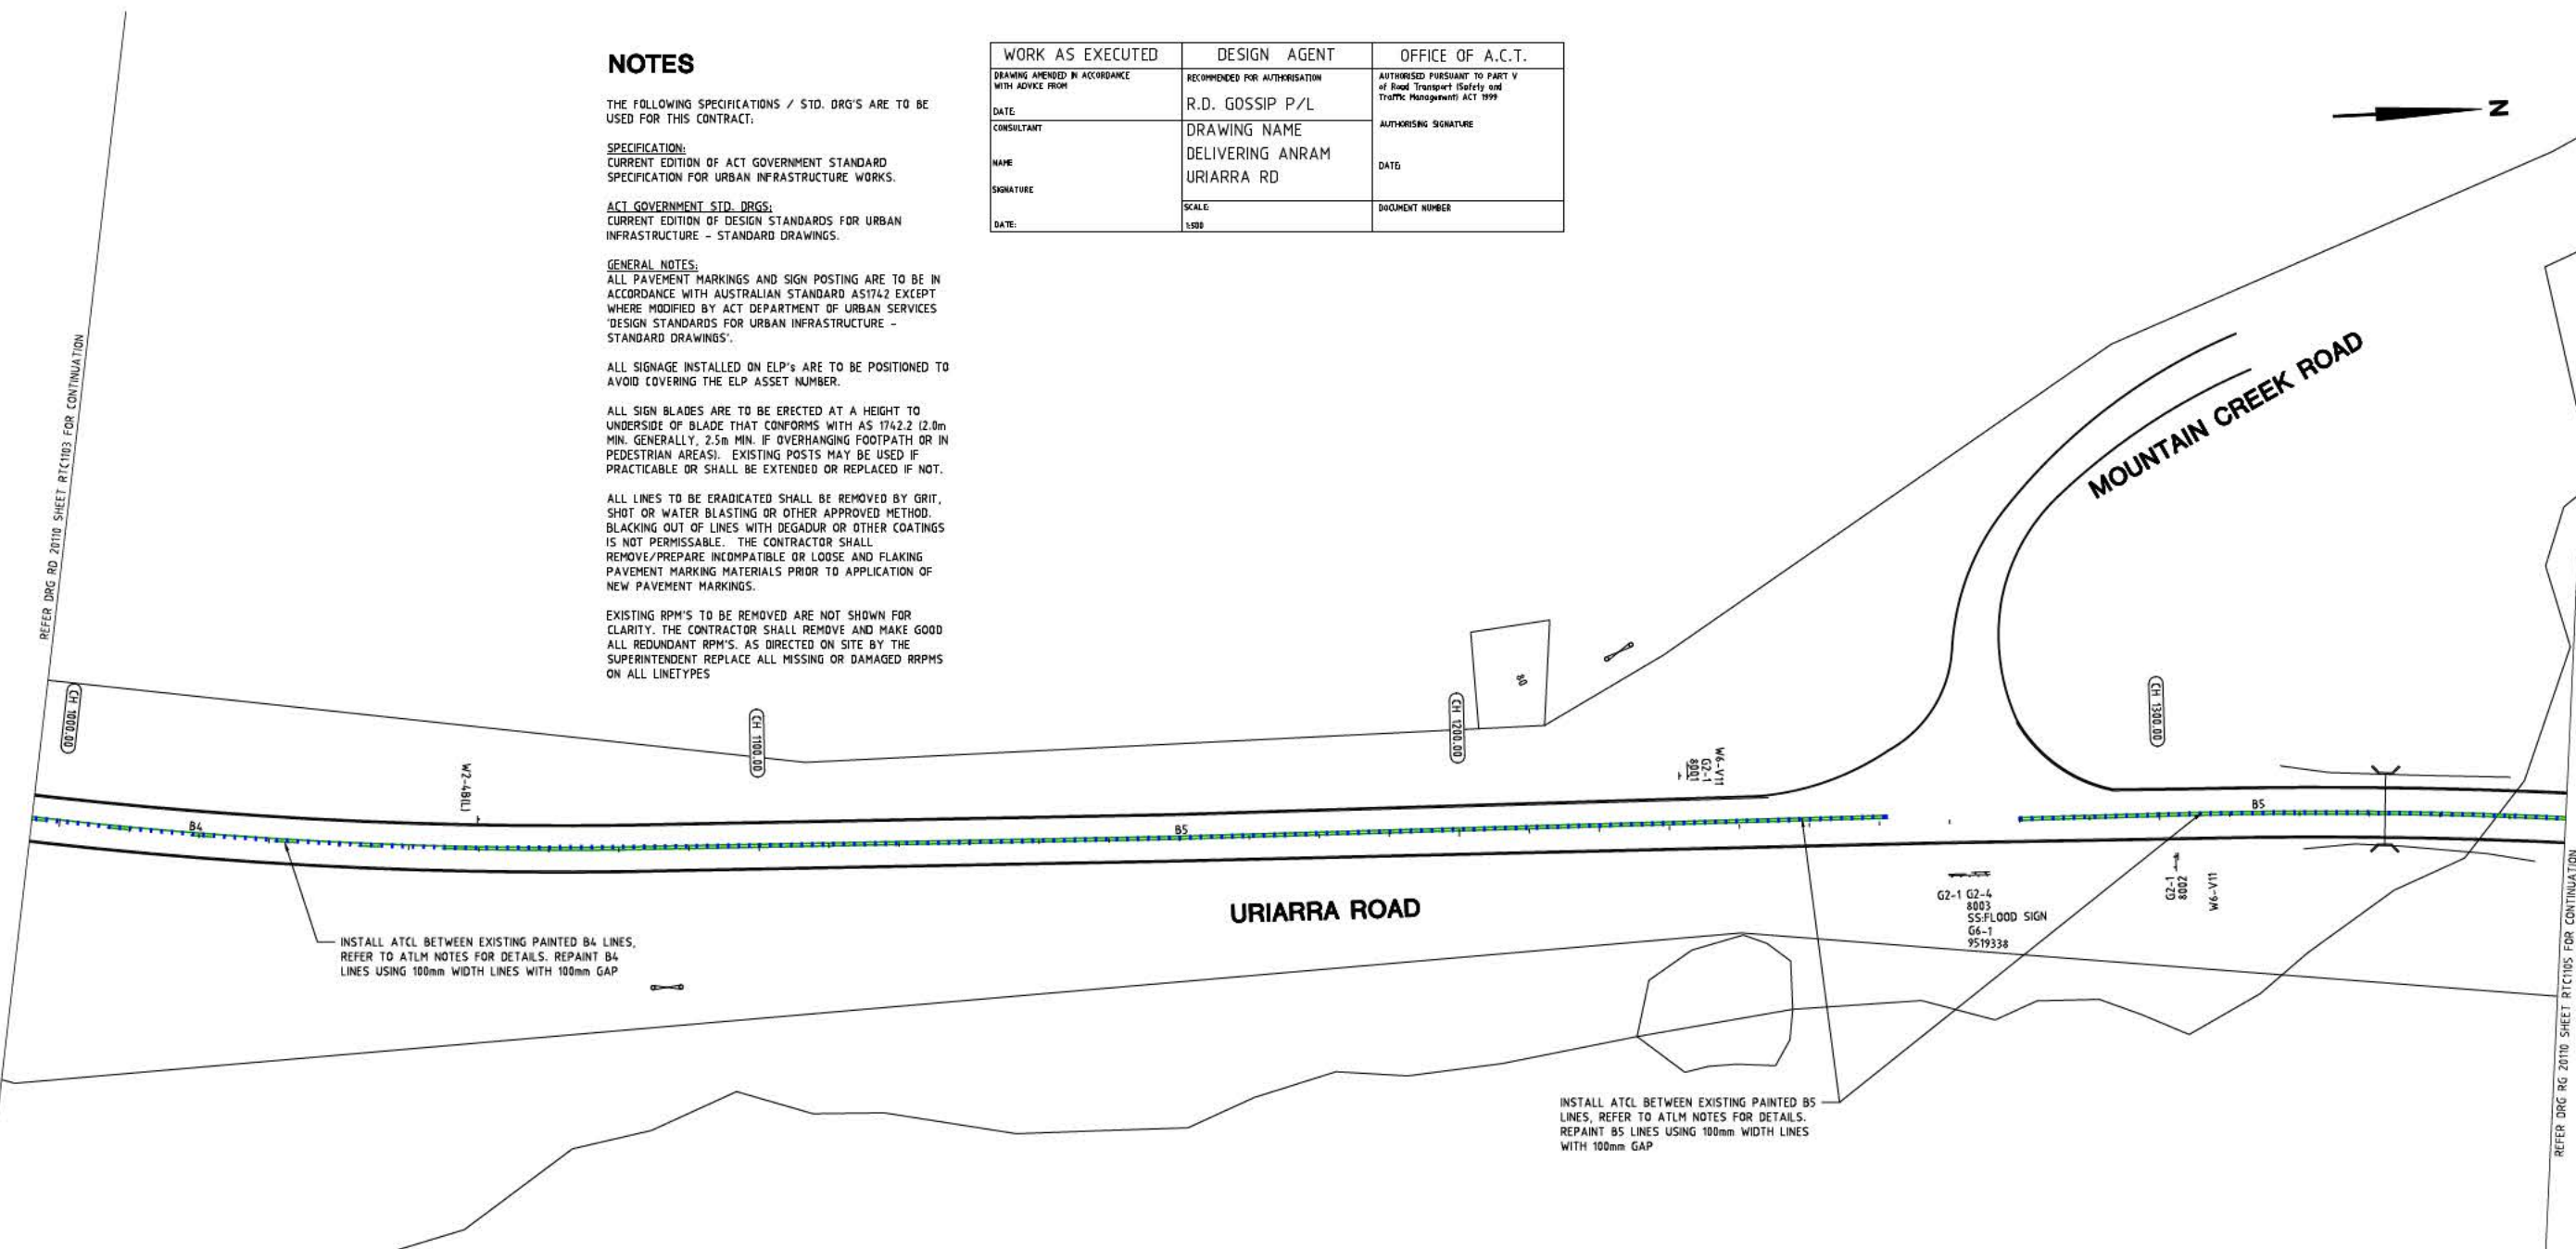 NOTES
THE FOLLOWING SPECIFICATIONS / STD. DRG'S ARE TO BE
USED FOR THIS CONTRACT:
SPECIFICATION:
CURRENT EDITION OF ACT GOVERNMENT STANDARD
SPECIFICATION FOR URBAN INFRASTRUCTURE WORKS.
ACT GOVERNMENT STD. DRGS:
CURRENT EDITION OF DESIGN STANDARDS FOR URBAN
INFRASTRUCTURE - STANDARD DRAWINGS.
GENERAL NOTES:
ALL PAVEMENT MARKINGS AND SIGN POSTING ARE TO BE IN
ACCORDANCE WITH AUSTRALIAN STANDARD AS1742 EXCEPT
WHERE MODIFIED BY ACT DEPARTMENT OF URBAN SERVICES
'DESIGN STANDARDS FOR URBAN INFRASTRUCTURE -
STANDARD DRAWINGS'.
ALL SIGNAGE INSTALLED ON ELP's ARE TO BE POSITIONED TO
AVOID COVERING THE ELP ASSET NUMBER.
ALL SIGN BLADES ARE TO BE ERECTED AT A HEIGHT TO
UNDERSIDE OF BLADE THAT CONFORMS WITH AS 1742.2 (2.0m
MIN. GENERALLY, 2.5m MIN. IF OVERHANGING FOOTPATH OR IN
PEDESTRIAN AREAS). EXISTING POSTS MAY BE USED IF
PRACTICABLE OR SHALL BE EXTENDED OR REPLACED IF NOT.
ALL LINES TO BE ERADICATED SHALL BE REMOVED BY GRIT,
SHOT OR WATER BLASTING OR OTHER APPROVED METHOD.
BLACKING OUT OF LINES WITH DEGADUR OR OTHER COATINGS
IS NOT PERMISSABLE. THE CONTRACTOR SHALL
REMOVE/PREPARE INCOMPATIBLE OR LOOSE AND FLAKING
PAVEMENT MARKING MATERIALS PRIOR TO APPLICATION OF
NEW PAVEMENT MARKINGS.
EXISTING RPM'S TO BE REMOVED ARE NOT SHOWN FOR
CLARITY. THE CONTRACTOR SHALL REMOVE AND MAKE GOOD
ALL REDUNDANT RPM'S. AS DIRECTED ON SITE BY THE
SUPERINTENDENT REPLACE ALL MISSING OR DAMAGED RRPMS
ON ALL LINETYPES
WORK AS EXECUTED
DRAWING AMENDED IN ACCORDANCE
WITH ADVICE FROM
DATE:
CONSULTANT
NAME
SIGNATURE
DATE:
DESIGN AGENT
RECOMMENDED FOR AUTHORISATION
R.D. GOSSIP P/L
DRAWING NAME
DELIVERING ANRAM
URIARRA RD
SCALE:
1:500
OFFICE OF A.C.T.
AUTHORISED PURSUANT TO PART V
of Road Transport (Safety and
Traffic Management) ACT 1999
AUTHORISING SIGNATURE
DATE:
DOCUMENT NUMBER
N
REFER DRG RD 20110 SHEET RTC1103 FOR CONTINUATION
MOUNTAIN CREEK ROAD
CH 1000.00
CH 1100.00
CH 1200.00
CH 1300.00
80
W2-4B(L)
W6-V11
G2-1
8001
B4
B5
B5
URIARRA ROAD
G2-1 G2-4
8003
SS:FLOOD SIGN
G6-1
9519338
G2-1
8002
W6-V11
INSTALL ATCL BETWEEN EXISTING PAINTED B4 LINES,
REFER TO ATLM NOTES FOR DETAILS. REPAINT B4
LINES USING 100mm WIDTH LINES WITH 100mm GAP
INSTALL ATCL BETWEEN EXISTING PAINTED B5
LINES, REFER TO ATLM NOTES FOR DETAILS.
REPAINT B5 LINES USING 100mm WIDTH LINES
WITH 100mm GAP
REFER DRG RG 20110 SHEET RTC1105 FOR CONTINUATION